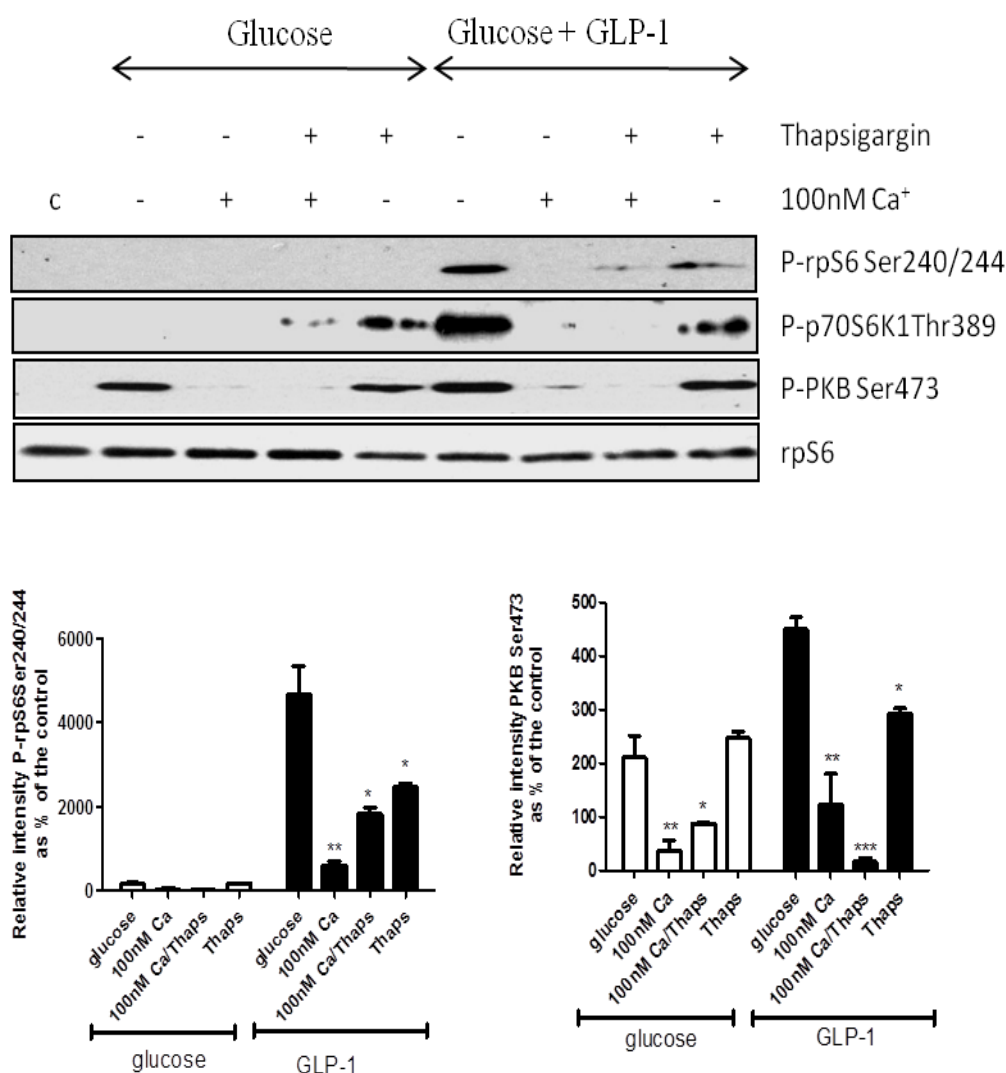 Glucose Glucose + GLP-1
- - + + - - + + Thapsigargin
c - + + - - + + - 100nM Ca⁺
P-rpS6 Ser240/244
P-p70S6K1Thr389
P-PKB Ser473
rpS6
Relative Intensity P-rpS6Ser240/244
as % of the control
6000
4000
2000
0
** * *
glucose
100nM Ca
100nM Ca/Thaps
Thaps
glucose
100nM Ca
100nM Ca/Thaps
Thaps
glucose
GLP-1
Relative intensity PKB Ser473
as % of the control
500
400
300
200
100
0
** * ** *** *
glucose
100nM Ca
100nM Ca/Thaps
Thaps
glucose
100nM Ca
100nM Ca/Thaps
Thaps
glucose
GLP-1